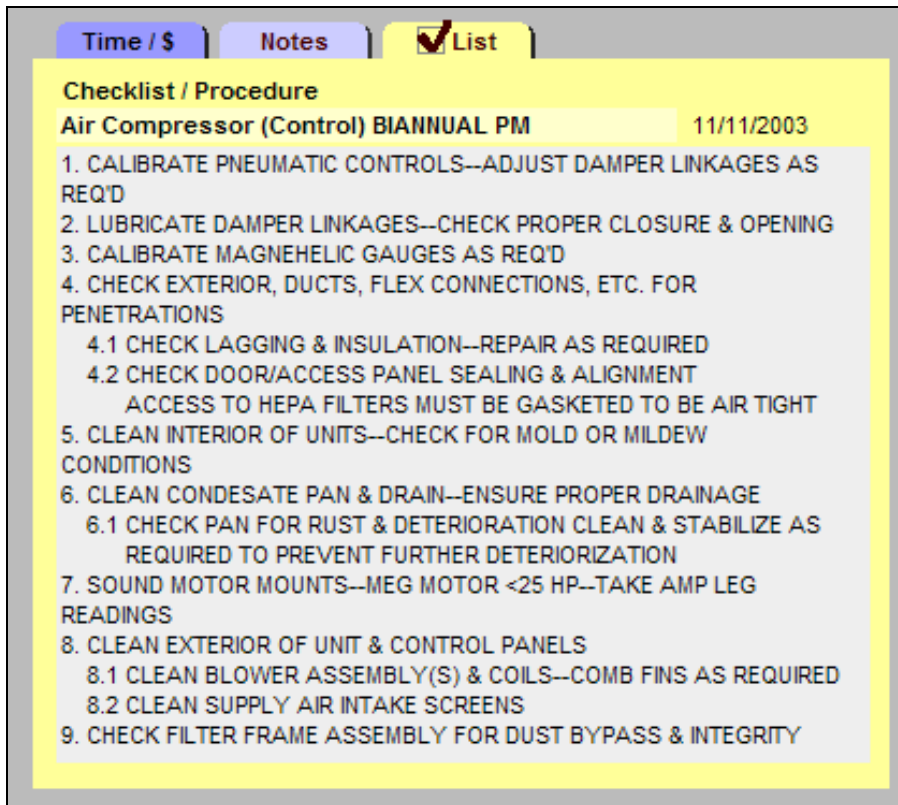 Time / $ Notes List
Checklist / Procedure
Air Compressor (Control) BIANNUAL PM 11/11/2003
1. CALIBRATE PNEUMATIC CONTROLS--ADJUST DAMPER LINKAGES AS
REQ'D
2. LUBRICATE DAMPER LINKAGES--CHECK PROPER CLOSURE & OPENING
3. CALIBRATE MAGNEHELIC GAUGES AS REQ'D
4. CHECK EXTERIOR, DUCTS, FLEX CONNECTIONS, ETC. FOR
PENETRATIONS
4.1 CHECK LAGGING & INSULATION--REPAIR AS REQUIRED
4.2 CHECK DOOR/ACCESS PANEL SEALING & ALIGNMENT
ACCESS TO HEPA FILTERS MUST BE GASKETED TO BE AIR TIGHT
5. CLEAN INTERIOR OF UNITS--CHECK FOR MOLD OR MILDEW
CONDITIONS
6. CLEAN CONDESATE PAN & DRAIN--ENSURE PROPER DRAINAGE
6.1 CHECK PAN FOR RUST & DETERIORATION CLEAN & STABILIZE AS
REQUIRED TO PREVENT FURTHER DETERIORIZATION
7. SOUND MOTOR MOUNTS--MEG MOTOR <25 HP--TAKE AMP LEG
READINGS
8. CLEAN EXTERIOR OF UNIT & CONTROL PANELS
8.1 CLEAN BLOWER ASSEMBLY(S) & COILS--COMB FINS AS REQUIRED
8.2 CLEAN SUPPLY AIR INTAKE SCREENS
9. CHECK FILTER FRAME ASSEMBLY FOR DUST BYPASS & INTEGRITY